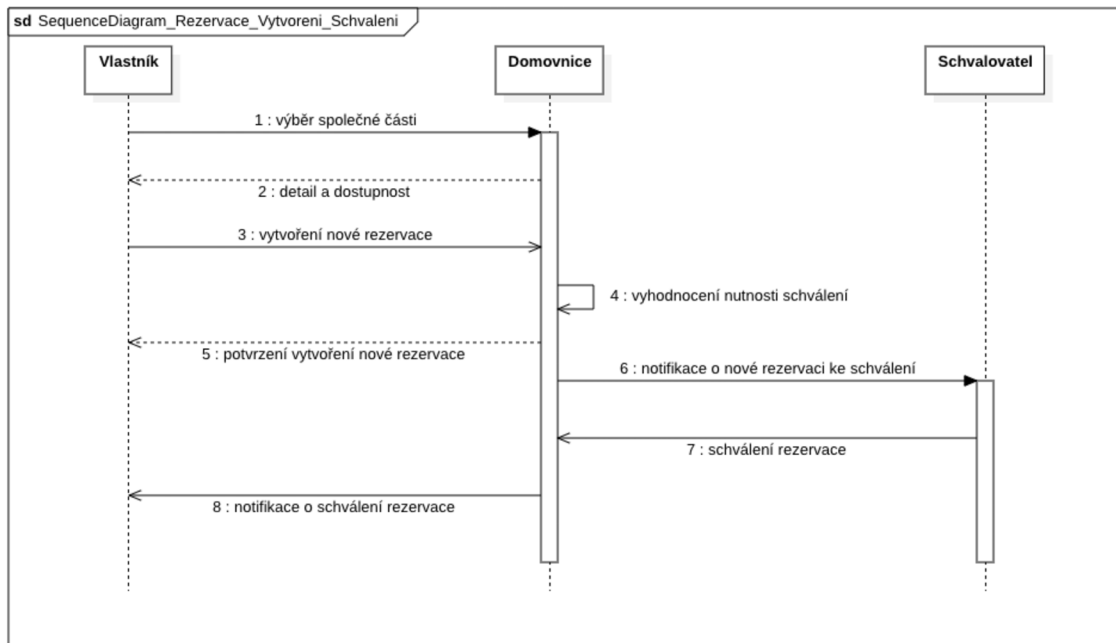 sd SequenceDiagram_Rezervace_Vytvoreni_Schvaleni
Vlastník
Domovnice
Schvalovatel
1 : výběr společné části
2 : detail a dostupnost
3 : vytvoření nové rezervace
4 : vyhodnocení nutnosti schválení
5 : potvrzení vytvoření nové rezervace
6 : notifikace o nové rezervaci ke schválení
7 : schválení rezervace
8 : notifikace o schválení rezervace